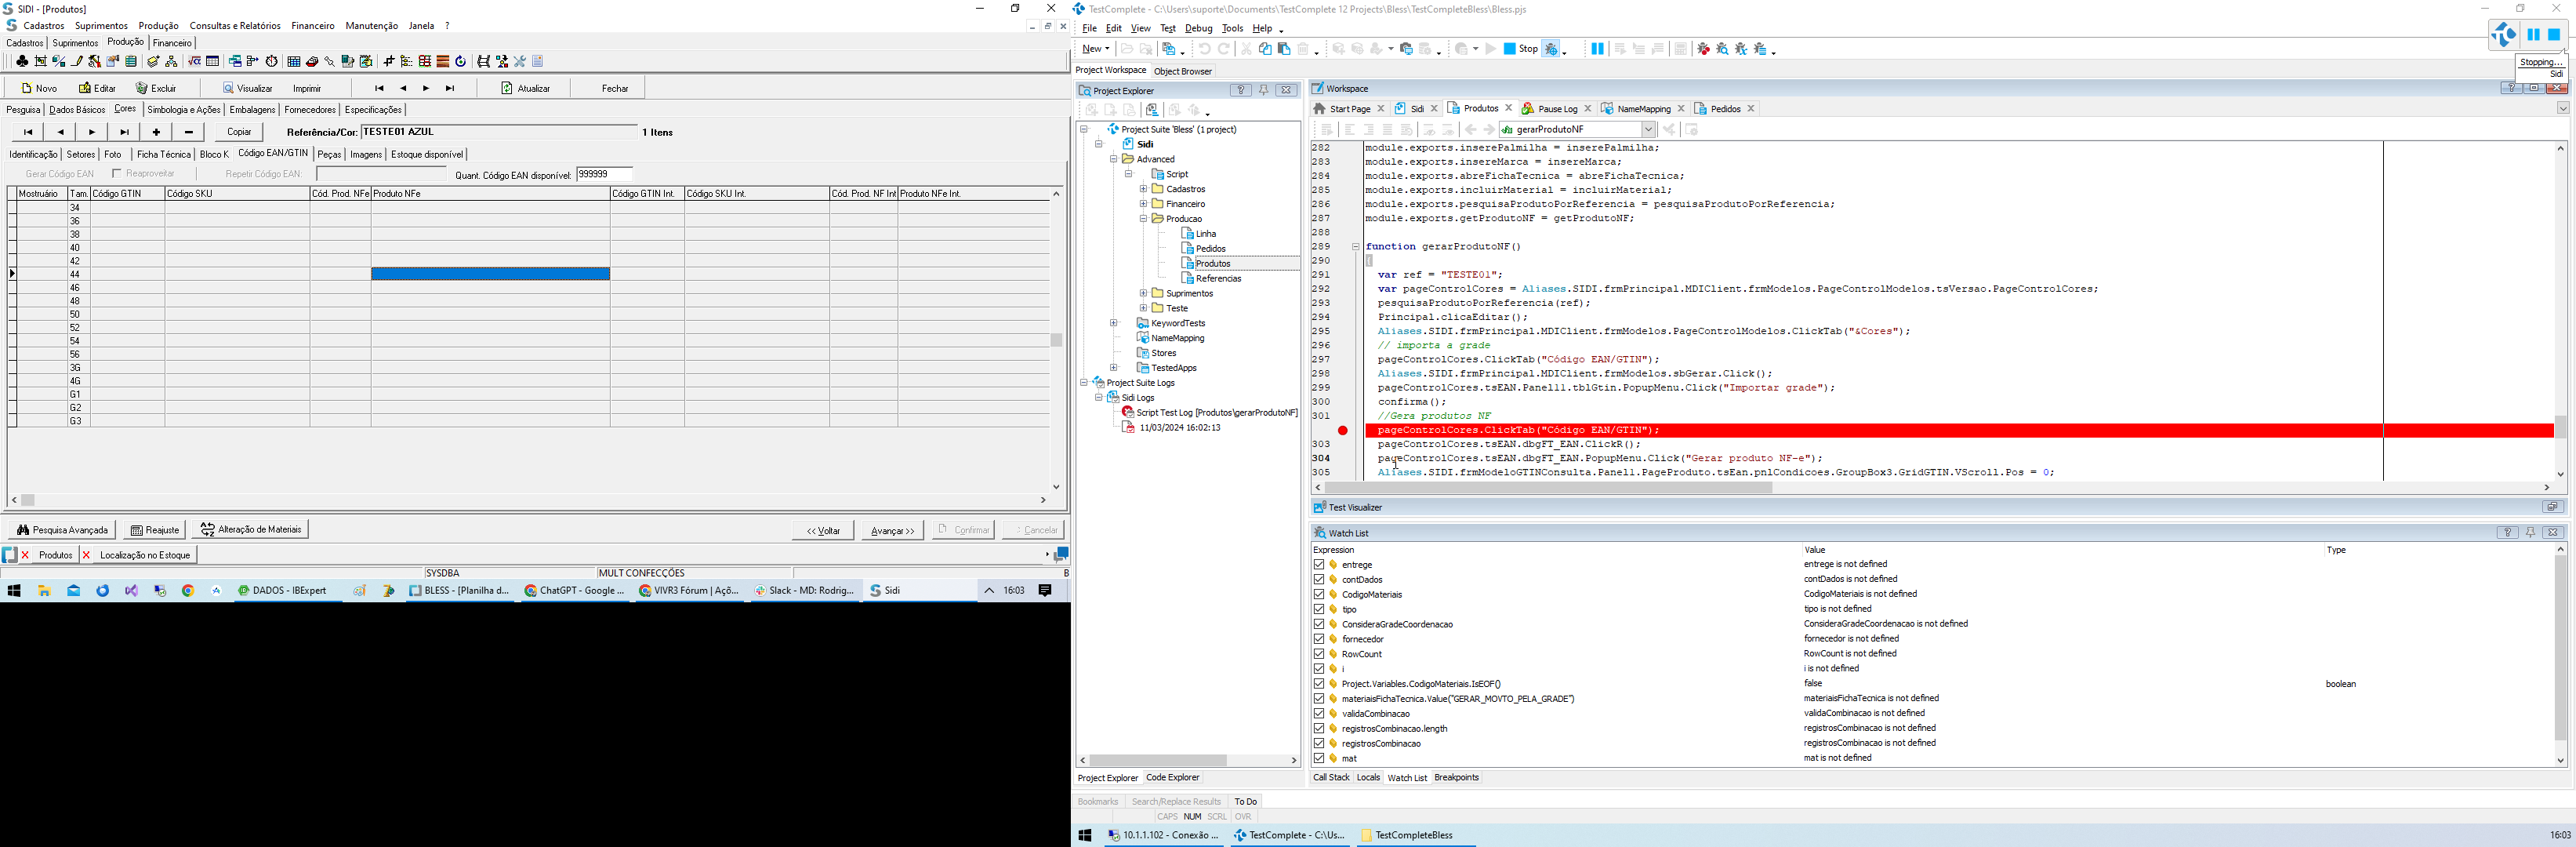 SIDI - [Produtos]
Cadastros Suprimentos Produção Consultas e Relatórios Financeiro Manutenção Janela ?
Cadastros Suprimentos Produção Financeiro
Novo Editar Excluir Visualizar Imprimir Atualizar Fechar
Pesquisa Dados Básicos Cores Simbologia e Ações Embalagens Fornecedores Especificações
Copiar Referência/Cor: TESTE01 AZUL 1 Itens
Identificação Setores Foto Ficha Técnica Bloco K Código EAN/GTIN Peças Imagens Estoque disponível
Gerar Código EAN Reaproveitar Repetir Código EAN: Quant. Código EAN disponível: 999999
Mostruário Tam. Código GTIN Código SKU Cód. Prod. NFe Produto NFe Código GTIN Int. Código SKU Int. Cód. Prod. NF Int Produto NFe Int.
34
36
38
40
42
44
46
48
50
52
54
56
3G
4G
G1
G2
G3
Pesquisa Avançada Reajuste Alteração de Materiais << Voltar Avançar >> Confirmar Cancelar
Produtos Localização no Estoque
SYSDBA MULT CONFECÇÕES B
DADOS - IBExpert BLESS - [Planilha d... ChatGPT - Google ... VIVR3 Fórum | Açõ... Slack - MD: Rodrig... Sidi 16:03
TestComplete - C:\Users\suporte\Documents\TestComplete 12 Projects\Bless\TestCompleteBless\Bless.pjs
File Edit View Test Debug Tools Help
New Stop
Stopping...
Sidi
Project Workspace Object Browser
Project Explorer
Project Suite 'Bless' (1 project)
Sidi
Advanced
Script
Cadastros
Financeiro
Producao
Linha
Pedidos
Produtos
Referencias
Suprimentos
Teste
KeywordTests
NameMapping
Stores
TestedApps
Project Suite Logs
Sidi Logs
Script Test Log [Produtos\gerarProdutoNF]
11/03/2024 16:02:13
Project Explorer Code Explorer
Workspace
Start Page Sidi Produtos Pause Log NameMapping Pedidos
gerarProdutoNF
282 module.exports.inserePalmilha = inserePalmilha;
283 module.exports.insereMarca = insereMarca;
284 module.exports.abreFichaTecnica = abreFichaTecnica;
285 module.exports.incluirMaterial = incluirMaterial;
286 module.exports.pesquisaProdutoPorReferencia = pesquisaProdutoPorReferencia;
287 module.exports.getProdutoNF = getProdutoNF;
288
289 function gerarProdutoNF()
290 {
291 var ref = "TESTE01";
292 var pageControlCores = Aliases.SIDI.frmPrincipal.MDIClient.frmModelos.PageControlModelos.tsVersao.PageControlCores;
293 pesquisaProdutoPorReferencia(ref);
294 Principal.clicaEditar();
295 Aliases.SIDI.frmPrincipal.MDIClient.frmModelos.PageControlModelos.ClickTab("&Cores");
296 // importa a grade
297 pageControlCores.ClickTab("Código EAN/GTIN");
298 Aliases.SIDI.frmPrincipal.MDIClient.frmModelos.sbGerar.Click();
299 pageControlCores.tsEAN.Panel11.tblGtin.PopupMenu.Click("Importar grade");
300 confirma();
301 //Gera produtos NF
pageControlCores.ClickTab("Código EAN/GTIN");
303 pageControlCores.tsEAN.dbgFT_EAN.ClickR();
304 pageControlCores.tsEAN.dbgFT_EAN.PopupMenu.Click("Gerar produto NF-e");
305 Aliases.SIDI.frmModeloGTINConsulta.Panel1.PageProduto.tsEan.pnlCondicoes.GroupBox3.GridGTIN.VScroll.Pos = 0;
Test Visualizer
Watch List
Expression Value Type
entrege entrege is not defined
contDados contDados is not defined
CodigoMateriais CodigoMateriais is not defined
tipo tipo is not defined
ConsideraGradeCoordenacao ConsideraGradeCoordenacao is not defined
fornecedor fornecedor is not defined
RowCount RowCount is not defined
i i is not defined
Project.Variables.CodigoMateriais.IsEOF() false boolean
materiaisFichaTecnica.Value("GERAR_MOVTO_PELA_GRADE") materiaisFichaTecnica is not defined
validaCombinacao validaCombinacao is not defined
registrosCombinacao.length registrosCombinacao is not defined
registrosCombinacao registrosCombinacao is not defined
mat mat is not defined
Call Stack Locals Watch List Breakpoints
Bookmarks Search/Replace Results To Do
CAPS NUM SCRL OVR
10.1.1.102 - Conexão ... TestComplete - C:\Us... TestCompleteBless 16:03